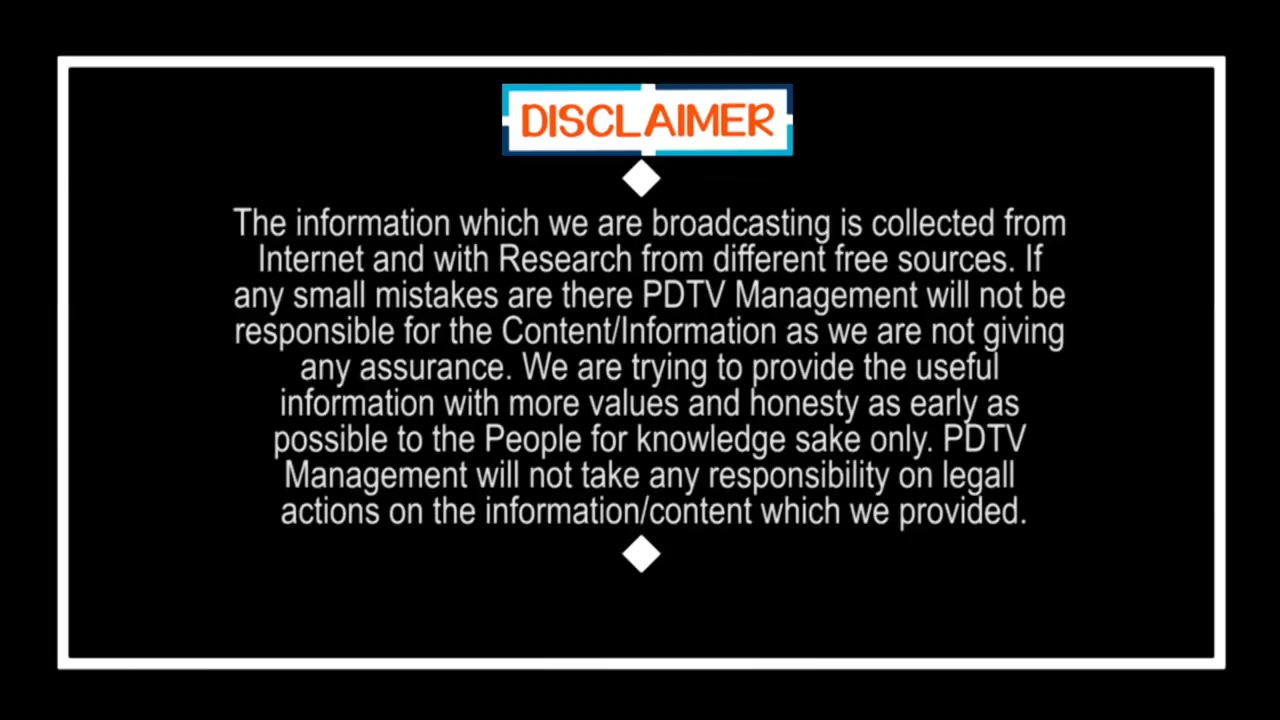 DISCLAIMER
The information which we are broadcasting is collected from
Internet and with Research from different free sources. If
any small mistakes are there PDTV Management will not be
responsible for the Content/Information as we are not giving
any assurance. We are trying to provide the useful
information with more values and honesty as early as
possible to the People for knowledge sake only. PDTV
Management will not take any responsibility on legall
actions on the information/content which we provided.